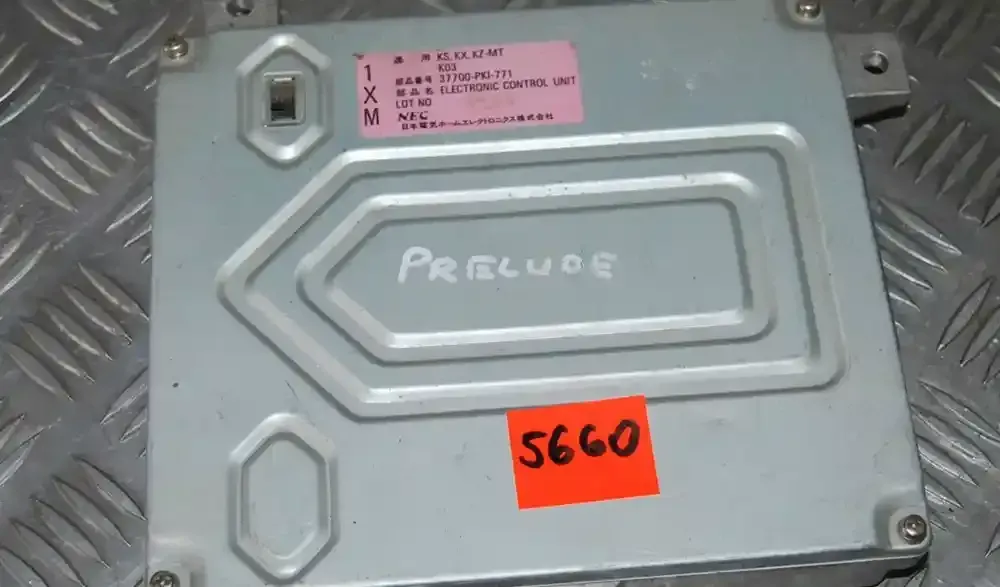 1XM
適用 KS, KX, KZ-MT
K03
部品番号 37700-PKJ-771
部品名 ELECTRONIC CONTROL UNIT
LOT NO
NEC
日本電気ホームエレクトロニクス株式会社
PRELUDE
5660